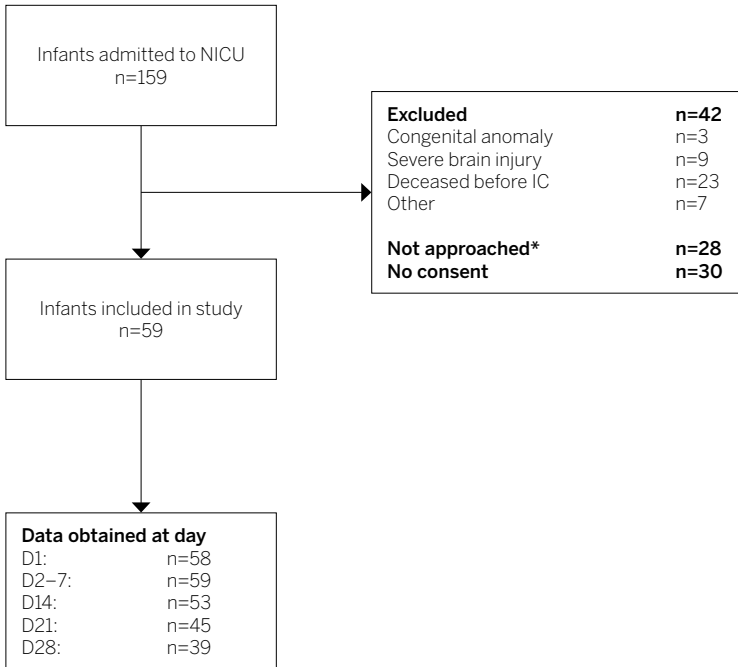 Infants admitted to NICU
n=159
Excluded n=42
Congenital anomaly n=3
Severe brain injury n=9
Deceased before IC n=23
Other n=7
Not approached* n=28
No consent n=30
Infants included in study
n=59
Data obtained at day
D1: n=58
D2–7: n=59
D14: n=53
D21: n=45
D28: n=39